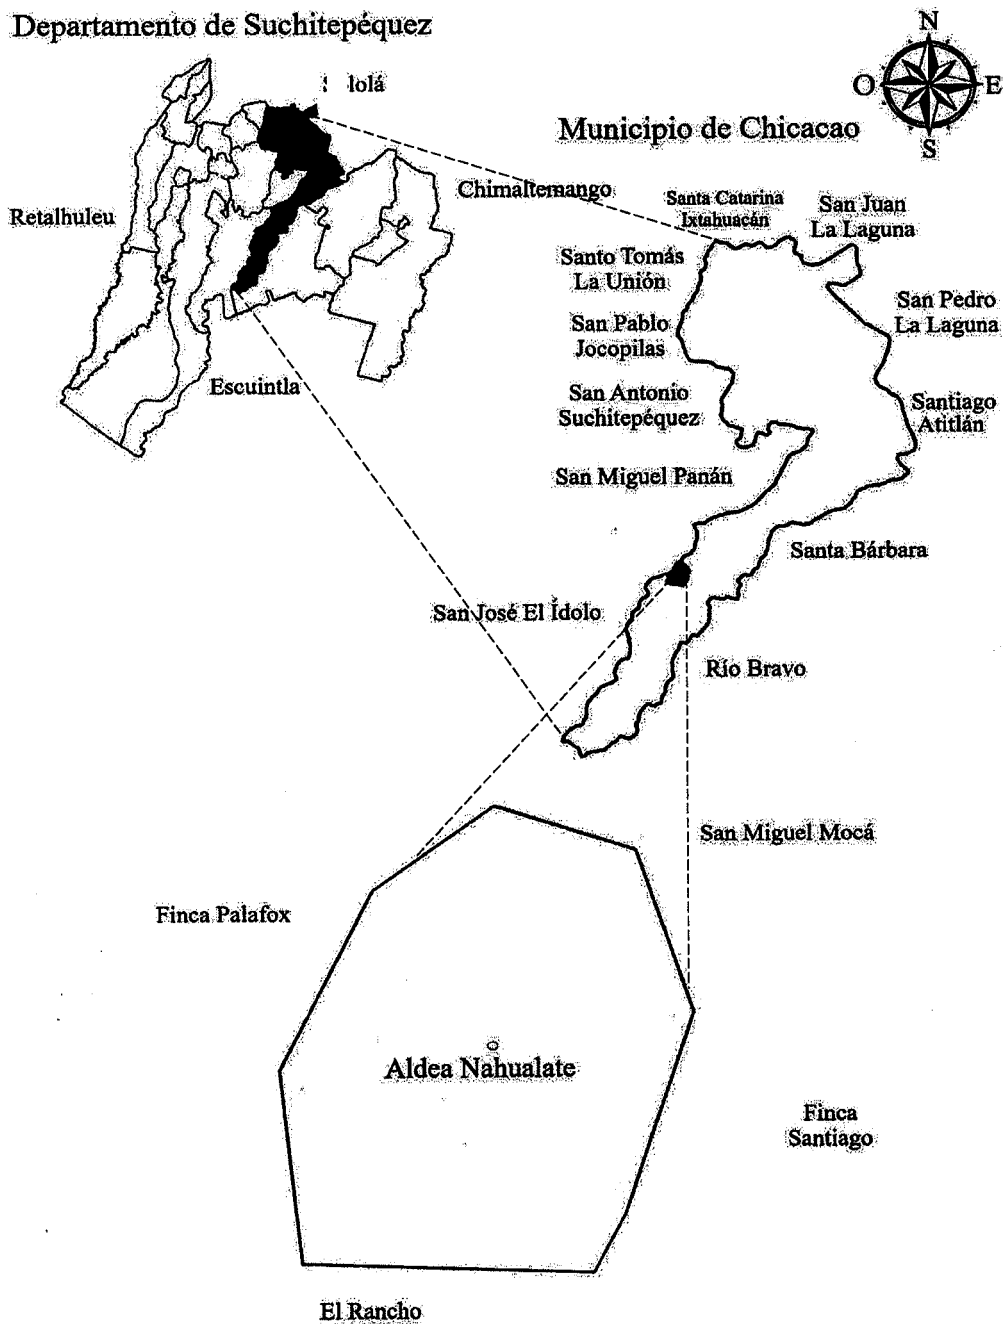 Departamento de Suchitepéquez
N
O
E
S
lolá
Municipio de Chicacao
Retalhuleu
Chimaltemango
Escuintla
Santa Catarina
Ixtahuacán
San Juan
La Laguna
Santo Tomás
La Unión
San Pedro
La Laguna
San Pablo
Jocopilas
San Antonio
Suchitepéquez
Santiago
Atitlán
San Miguel Panán
Santa Bárbara
San José El Ídolo
Río Bravo
San Miguel Mocá
Finca Palafox
Aldea Nahualate
Finca
Santiago
El Rancho